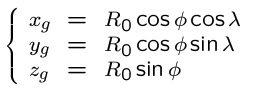 x_g = R_0 cos ϕ cos λ
y_g = R_0 cos ϕ sin λ
z_g = R_0 sin ϕ